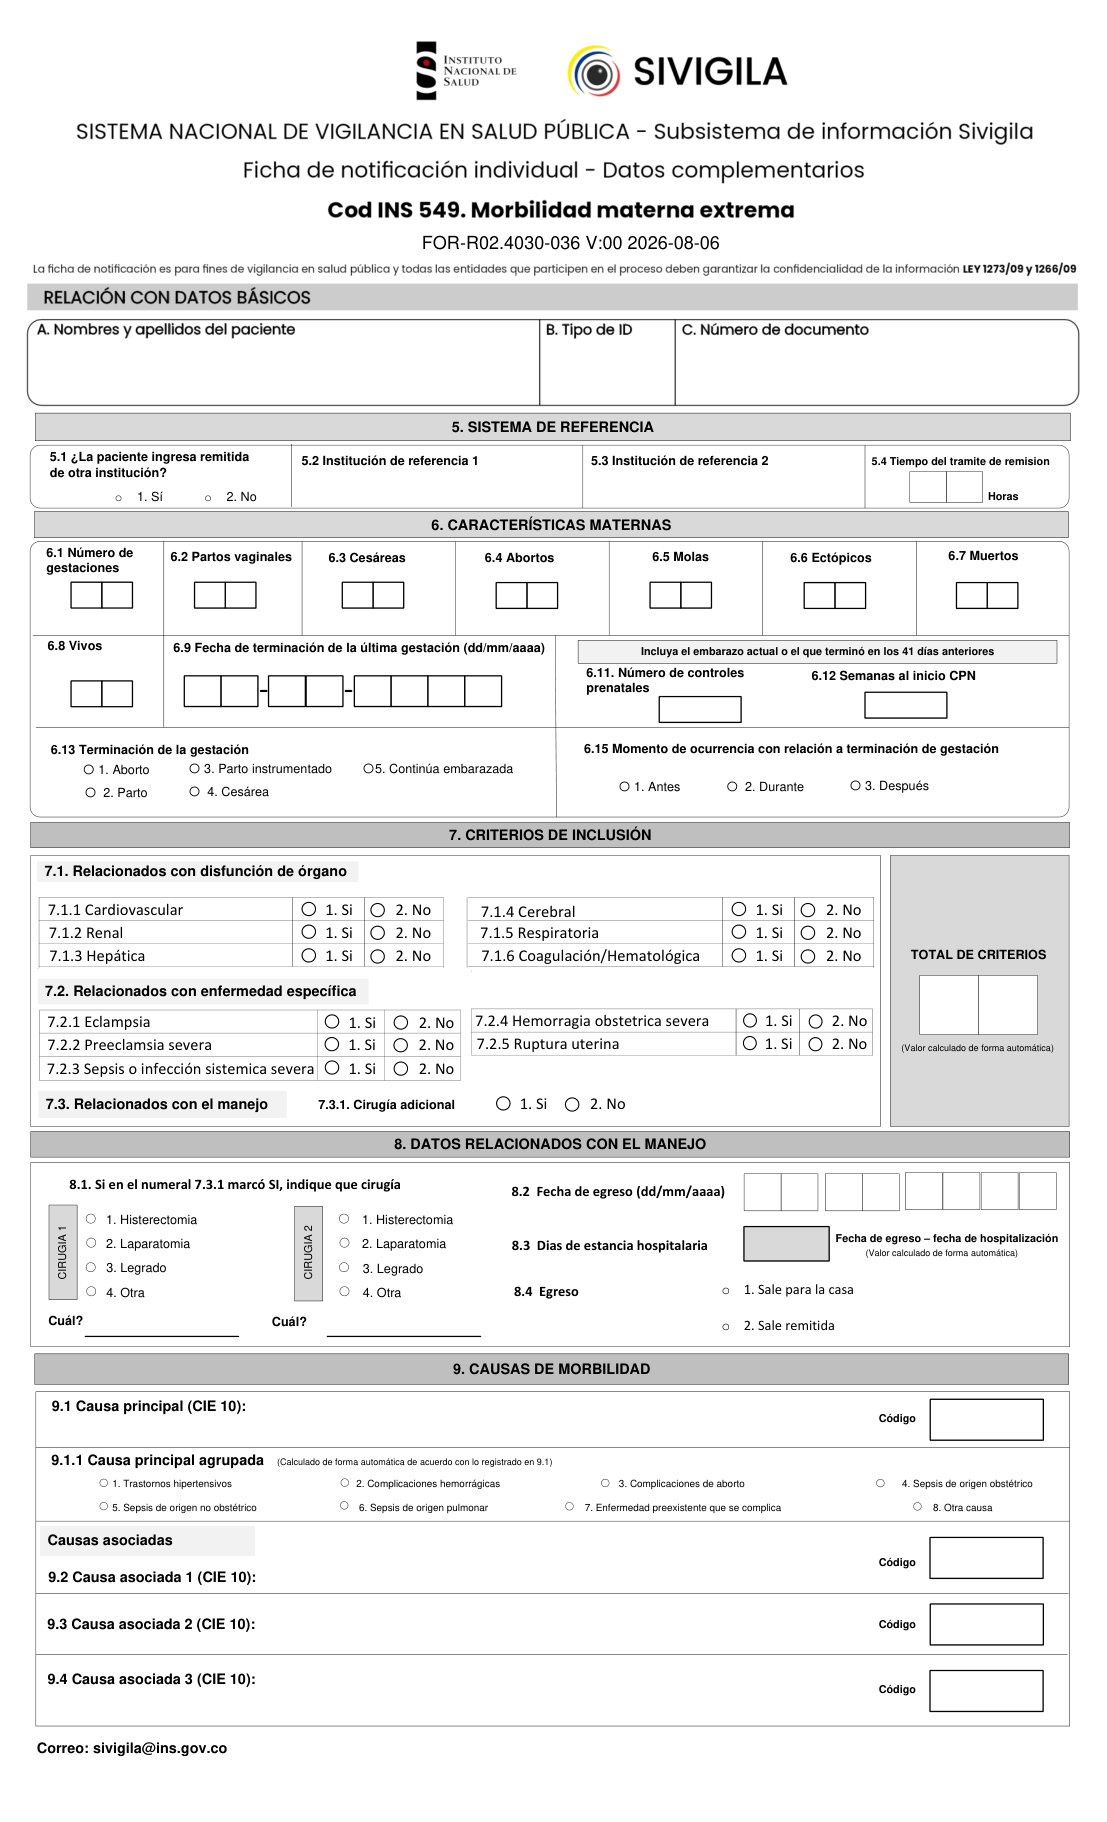 INSTITUTO
NACIONAL DE
SALUD
SIVIGILA
SISTEMA NACIONAL DE VIGILANCIA EN SALUD PÚBLICA - Subsistema de información Sivigila
Ficha de notificación individual - Datos complementarios
Cod INS 549. Morbilidad materna extrema
FOR-R02.4030-036 V:00 2026-08-06
La ficha de notificación es para fines de vigilancia en salud pública y todas las entidades que participen en el proceso deben garantizar la confidencialidad de la información LEY 1273/09 y 1266/09
RELACIÓN CON DATOS BÁSICOS
A. Nombres y apellidos del paciente
B. Tipo de ID
C. Número de documento
5. SISTEMA DE REFERENCIA
5.1 ¿La paciente ingresa remitida
de otra institución?
1. Sí 2. No
5.2 Institución de referencia 1
5.3 Institución de referencia 2
5.4 Tiempo del tramite de remision
Horas
6. CARACTERÍSTICAS MATERNAS
6.1 Número de
gestaciones
6.2 Partos vaginales
6.3 Cesáreas
6.4 Abortos
6.5 Molas
6.6 Ectópicos
6.7 Muertos
6.8 Vivos
6.9 Fecha de terminación de la última gestación (dd/mm/aaaa)
Incluya el embarazo actual o el que terminó en los 41 días anteriores
6.11. Número de controles
prenatales
6.12 Semanas al inicio CPN
6.13 Terminación de la gestación
1. Aborto 3. Parto instrumentado 5. Continúa embarazada
2. Parto 4. Cesárea
6.15 Momento de ocurrencia con relación a terminación de gestación
1. Antes 2. Durante 3. Después
7. CRITERIOS DE INCLUSIÓN
7.1. Relacionados con disfunción de órgano
7.1.1 Cardiovascular 1. Si 2. No
7.1.2 Renal 1. Si 2. No
7.1.3 Hepática 1. Si 2. No
7.1.4 Cerebral 1. Si 2. No
7.1.5 Respiratoria 1. Si 2. No
7.1.6 Coagulación/Hematológica 1. Si 2. No
7.2. Relacionados con enfermedad específica
7.2.1 Eclampsia 1. Si 2. No
7.2.2 Preeclamsia severa 1. Si 2. No
7.2.3 Sepsis o infección sistemica severa 1. Si 2. No
7.2.4 Hemorragia obstetrica severa 1. Si 2. No
7.2.5 Ruptura uterina 1. Si 2. No
7.3. Relacionados con el manejo
7.3.1. Cirugía adicional 1. Si 2. No
TOTAL DE CRITERIOS
(Valor calculado de forma automática)
8. DATOS RELACIONADOS CON EL MANEJO
8.1. Si en el numeral 7.3.1 marcó SI, indique que cirugía
CIRUGIA 1
1. Histerectomia
2. Laparatomia
3. Legrado
4. Otra
Cuál?
CIRUGIA 2
1. Histerectomia
2. Laparatomia
3. Legrado
4. Otra
Cuál?
8.2 Fecha de egreso (dd/mm/aaaa)
8.3 Dias de estancia hospitalaria
Fecha de egreso – fecha de hospitalización
(Valor calculado de forma automática)
8.4 Egreso
1. Sale para la casa
2. Sale remitida
9. CAUSAS DE MORBILIDAD
9.1 Causa principal (CIE 10):
Código
9.1.1 Causa principal agrupada (Calculado de forma automática de acuerdo con lo registrado en 9.1)
1. Trastornos hipertensivos 2. Complicaciones hemorrágicas 3. Complicaciones de aborto 4. Sepsis de origen obstétrico
5. Sepsis de origen no obstétrico 6. Sepsis de origen pulmonar 7. Enfermedad preexistente que se complica 8. Otra causa
Causas asociadas
9.2 Causa asociada 1 (CIE 10):
Código
9.3 Causa asociada 2 (CIE 10):
Código
9.4 Causa asociada 3 (CIE 10):
Código
Correo: sivigila@ins.gov.co